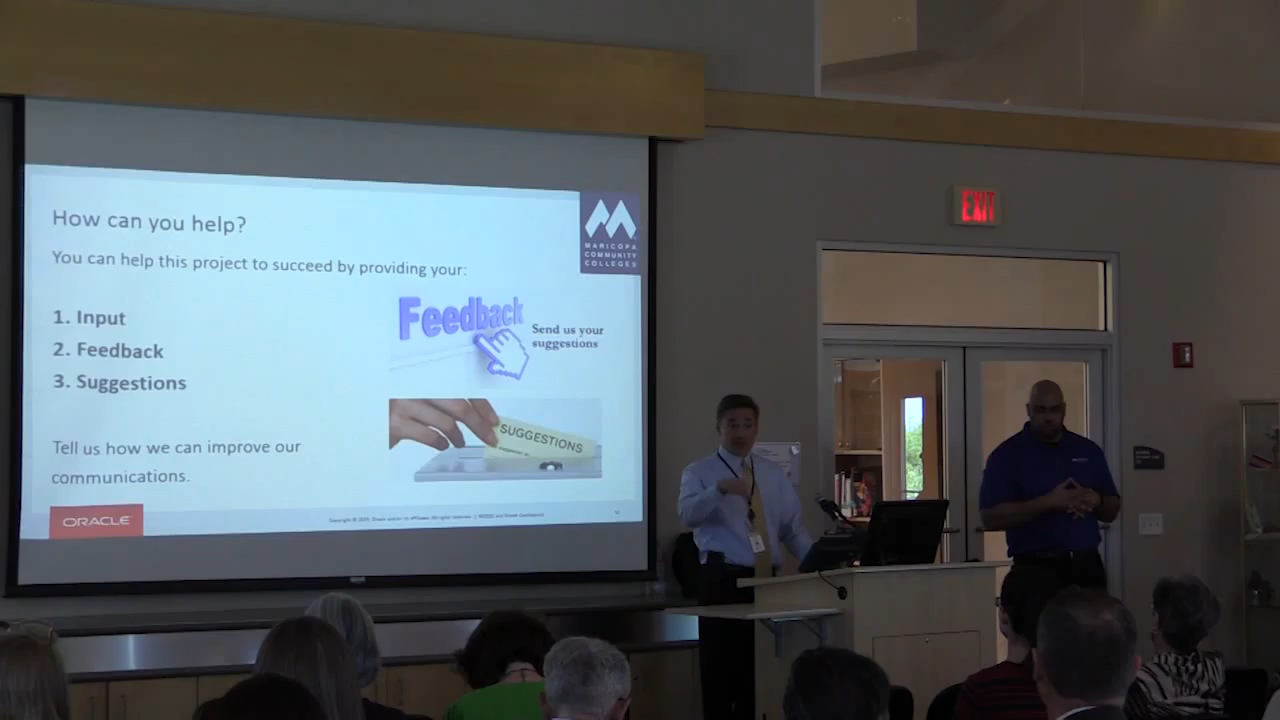 How can you help?
You can help this project to succeed by providing your:
1. Input
2. Feedback
3. Suggestions
Tell us how we can improve our
communications.
Feedback
Send us your
suggestions
SUGGESTIONS
MARICOPA
COMMUNITY
COLLEGES
ORACLE
EXIT